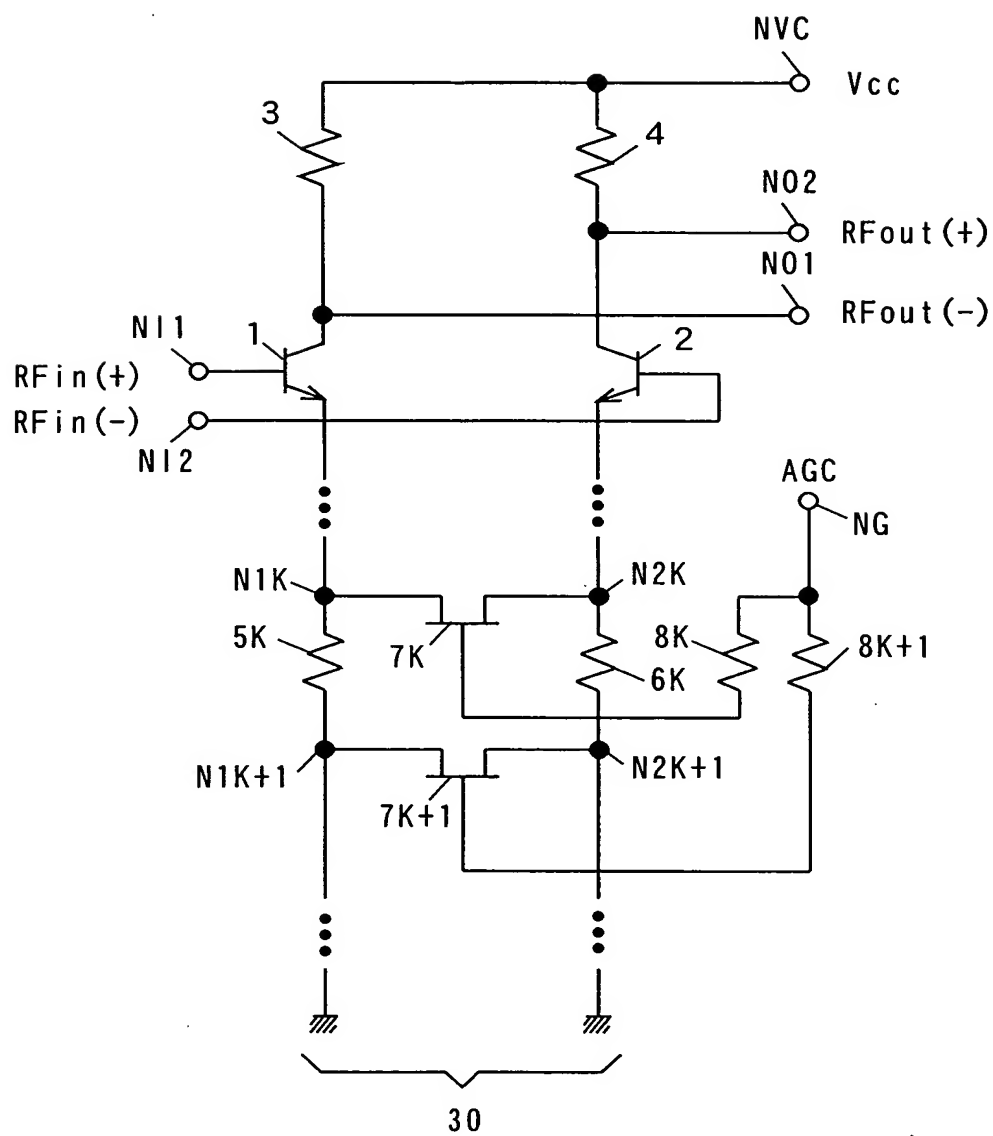 NVC
Vcc
3
4
NO2
RFout(+)
NO1
RFout(-)
NI1
1
2
RFin(+)
RFin(-)
NI2
AGC
NG
N1K
N2K
5K
7K
8K
8K+1
6K
N1K+1
N2K+1
7K+1
30